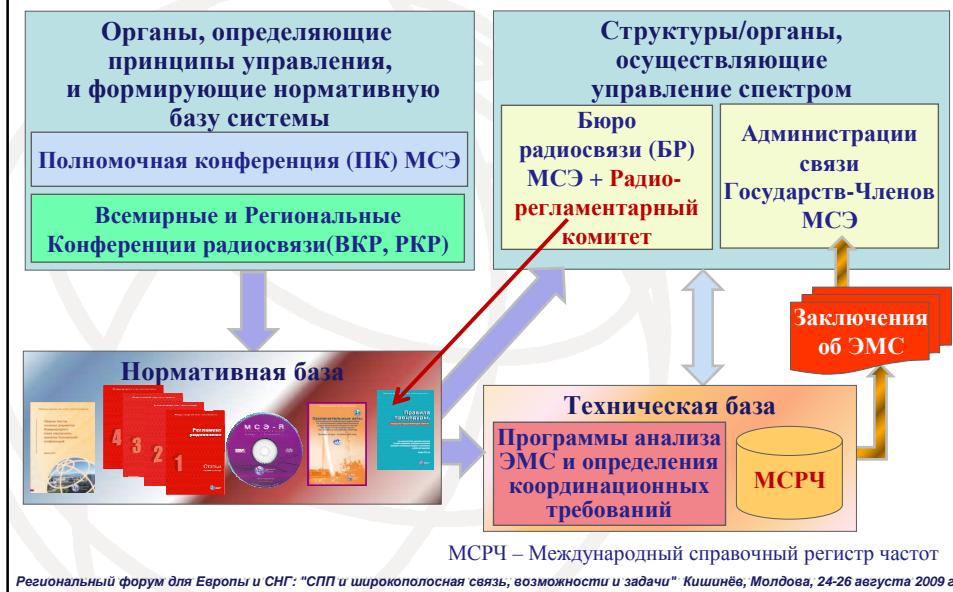 Органы, определяющие
принципы управления,
и формирующие нормативную
базу системы
Полномочная конференция (ПК) МСЭ
Всемирные и Региональные
Конференции радиосвязи(ВКР, РКР)
Структуры/органы,
осуществляющие
управление спектром
Бюро
радиосвязи (БР)
МСЭ + Радио-
регламентарный
комитет
Администрации
связи
Государств-Членов
МСЭ
Заключения
об ЭМС
Нормативная база
4
3
2
Регламент
радиосвязи
1
Статьи
МСЭ-R
Правила
процедуры
Техническая база
Программы анализа
ЭМС и определения
координационных
требований
МСРЧ
МСРЧ – Международный справочный регистр частот
Региональный форум для Европы и СНГ: "СПП и широкополосная связь, возможности и задачи" Кишинёв, Молдова, 24-26 августа 2009 г